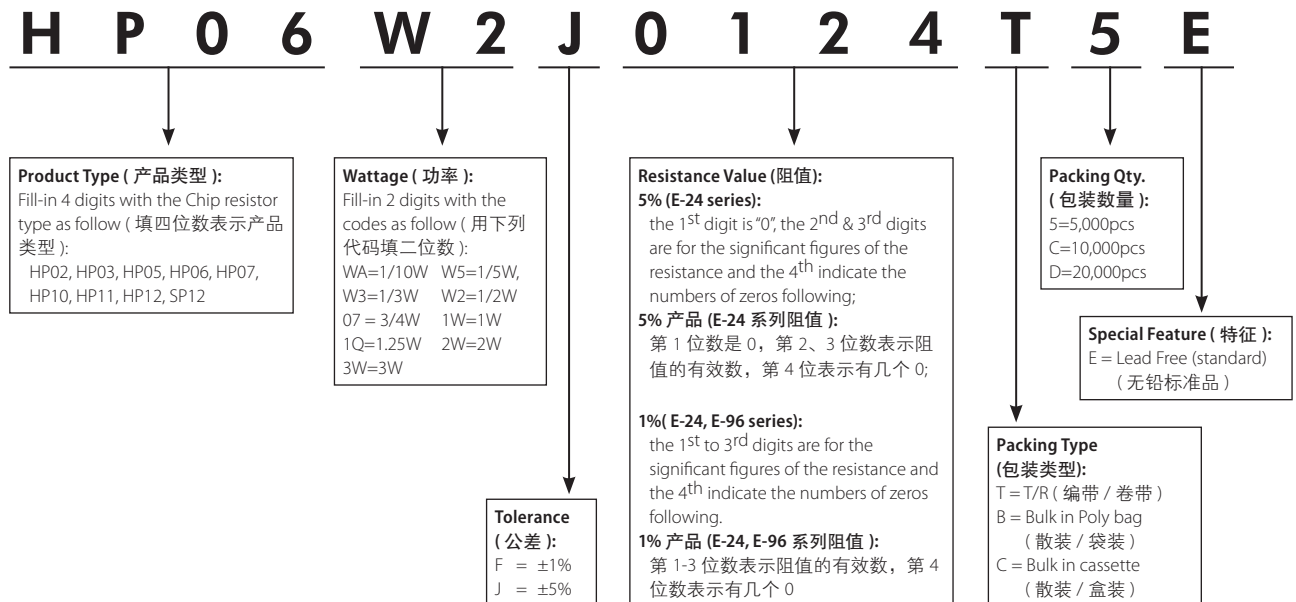 H P 0 6 W 2 J 0 1 2 4 T 5 E
Product Type ( 产品类型 ):
Fill-in 4 digits with the Chip resistor
type as follow ( 填四位数表示产品
类型 ):
HP02, HP03, HP05, HP06, HP07,
HP10, HP11, HP12, SP12
Wattage ( 功率 ):
Fill-in 2 digits with the
codes as follow ( 用下列
代码填二位数 ):
WA=1/10W W5=1/5W,
W3=1/3W W2=1/2W
07 = 3/4W 1W=1W
1Q=1.25W 2W=2W
3W=3W
Tolerance
( 公差 ):
F = ±1%
J = ±5%
Resistance Value (阻值):
5% (E-24 series):
the 1st digit is “0”, the 2nd & 3rd digits
are for the significant figures of the
resistance and the 4th indicate the
numbers of zeros following;
5% 产品 (E-24 系列阻值 ):
第 1 位数是 0，第 2、3 位数表示阻
值的有效数，第 4 位表示有几个 0;
1%( E-24, E-96 series):
the 1st to 3rd digits are for the
significant figures of the resistance and
the 4th indicate the numbers of zeros
following.
1% 产品 (E-24, E-96 系列阻值 ):
第 1-3 位数表示阻值的有效数，第 4
位数表示有几个 0
Packing Type
(包装类型):
T = T/R ( 编带 / 卷带 )
B = Bulk in Poly bag
( 散装 / 袋装 )
C = Bulk in cassette
( 散装 / 盒装 )
Packing Qty.
( 包装数量 ):
5=5,000pcs
C=10,000pcs
D=20,000pcs
Special Feature ( 特征 ):
E = Lead Free (standard)
( 无铅标准品 )